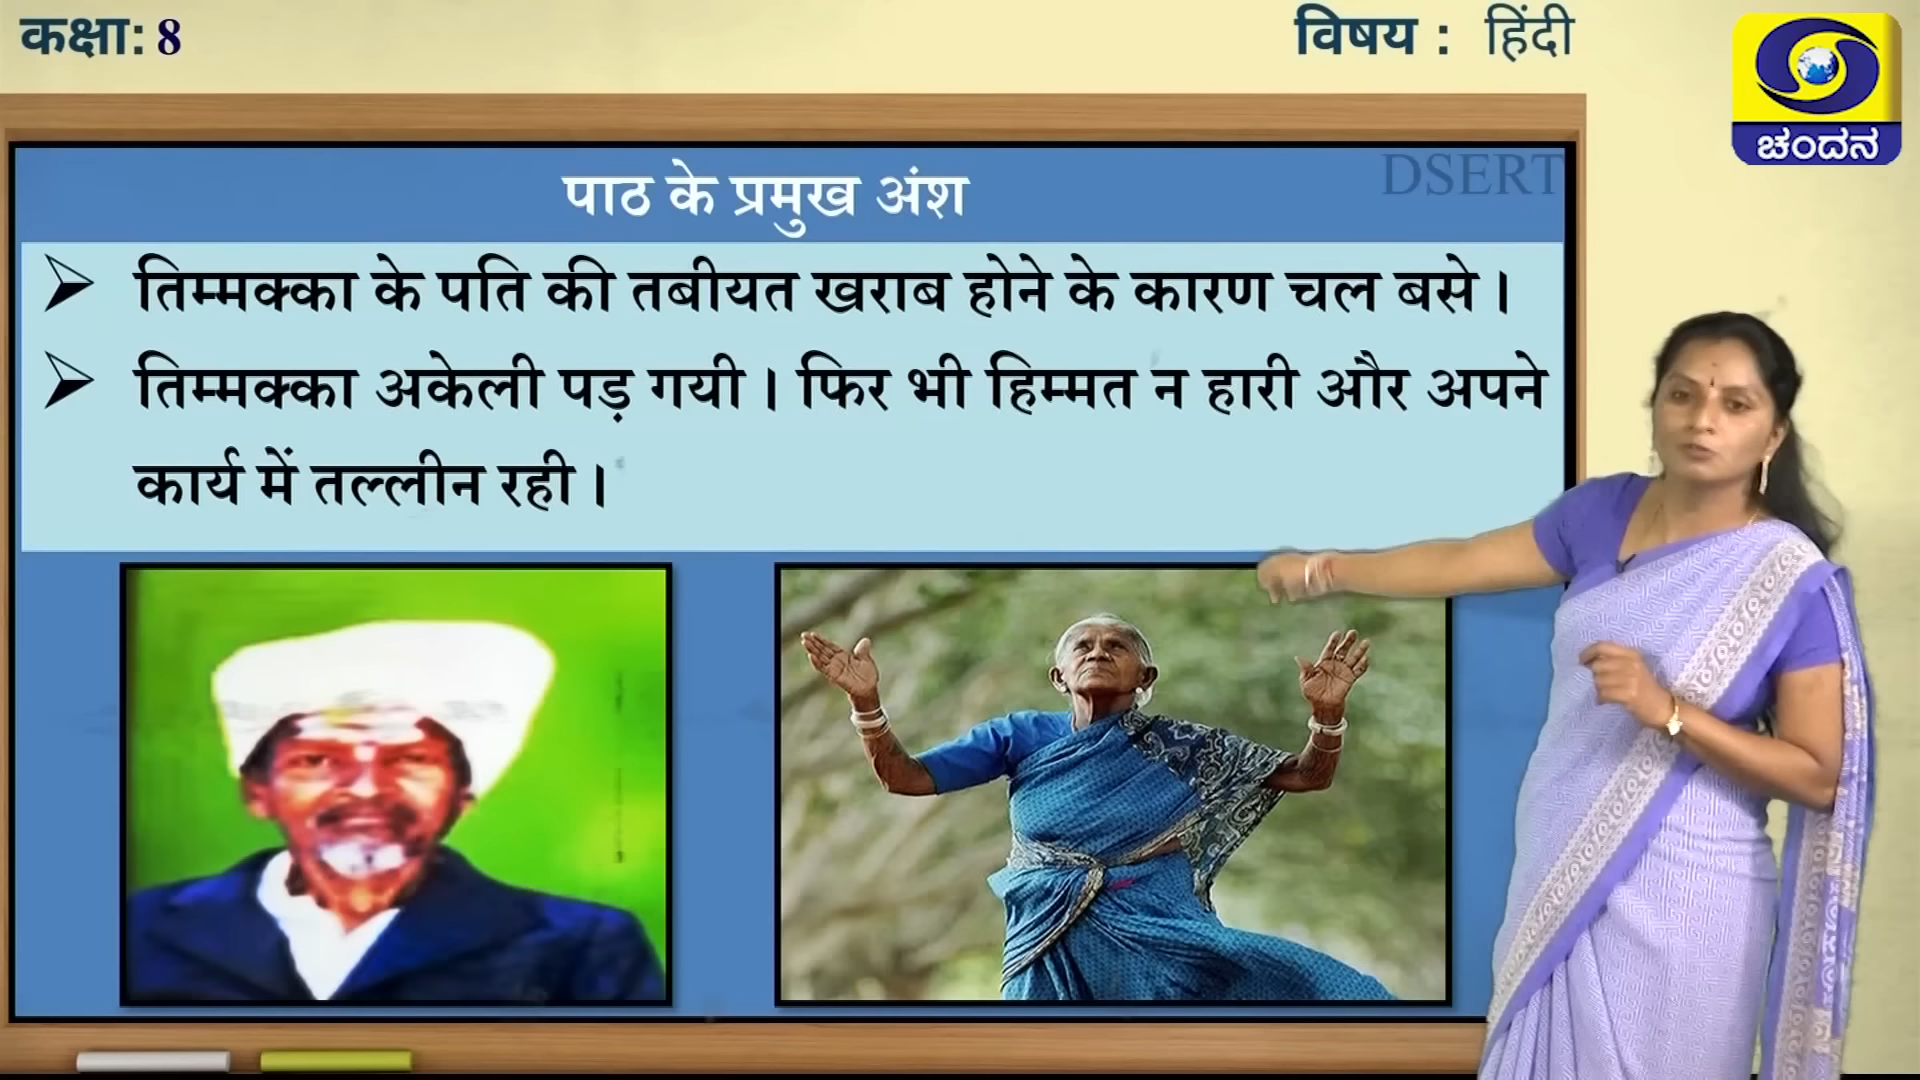 कक्षा: 8
विषय : हिंदी
ಚಂದನ
DSERT
पाठ के प्रमुख अंश
➢ तिम्मक्का के पति की तबीयत खराब होने के कारण चल बसे।
➢ तिम्मक्का अकेली पड़ गयी। फिर भी हिम्मत न हारी और अपने
कार्य में तल्लीन रही।